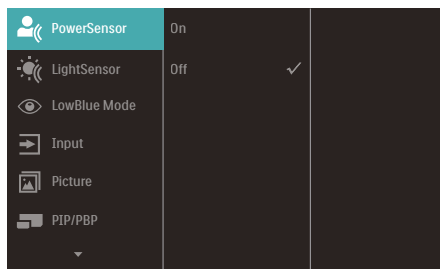 PowerSensor
On
LightSensor
Off
LowBlue Mode
Input
Picture
PIP/PBP